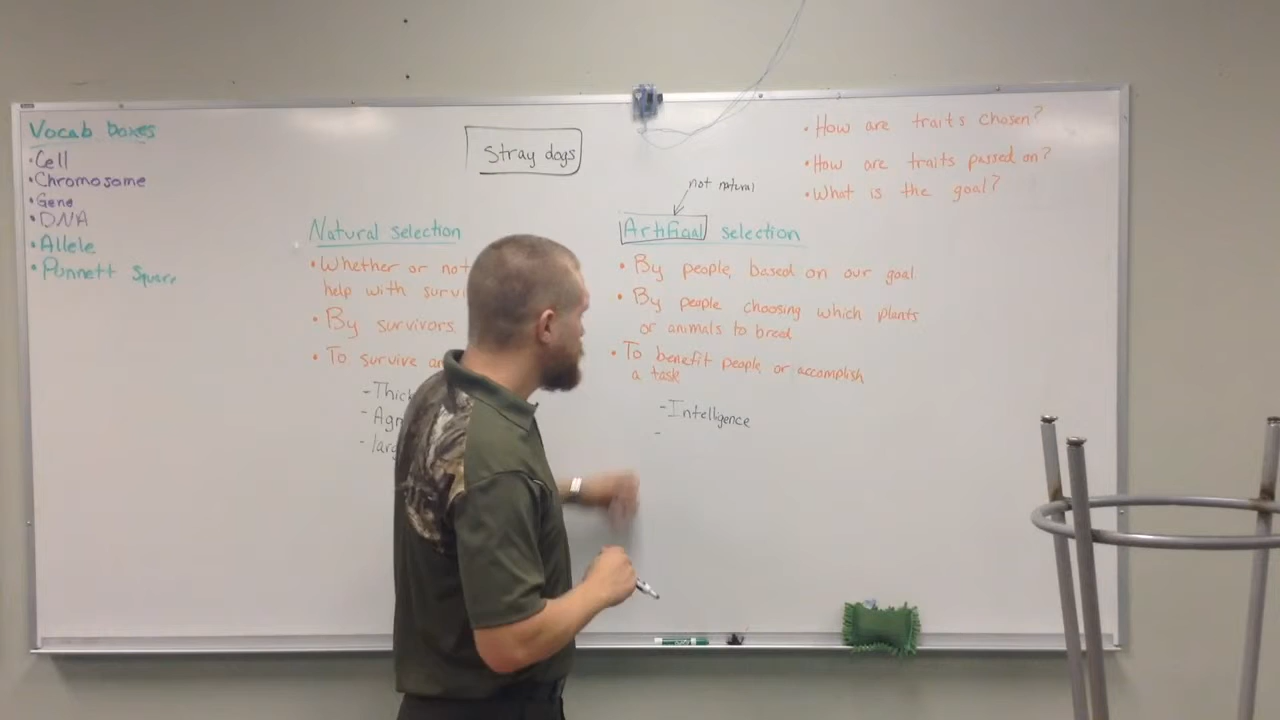 Vocab boxes
• Cell
• Chromosome
• Gene
• DNA
• Allele
• Punnett Square
Stray dogs
• How are traits chosen?
• How are traits passed on?
• What is the goal?
Natural selection
• Whether or not
help with survi
• By survivors
• To survive an
- Thick
- Agr
- larg
not natural
Artificial selection
• By people, based on our goal
• By people choosing which plants
or animals to breed
• To benefit people, or accomplish
a task
- Intelligence
-